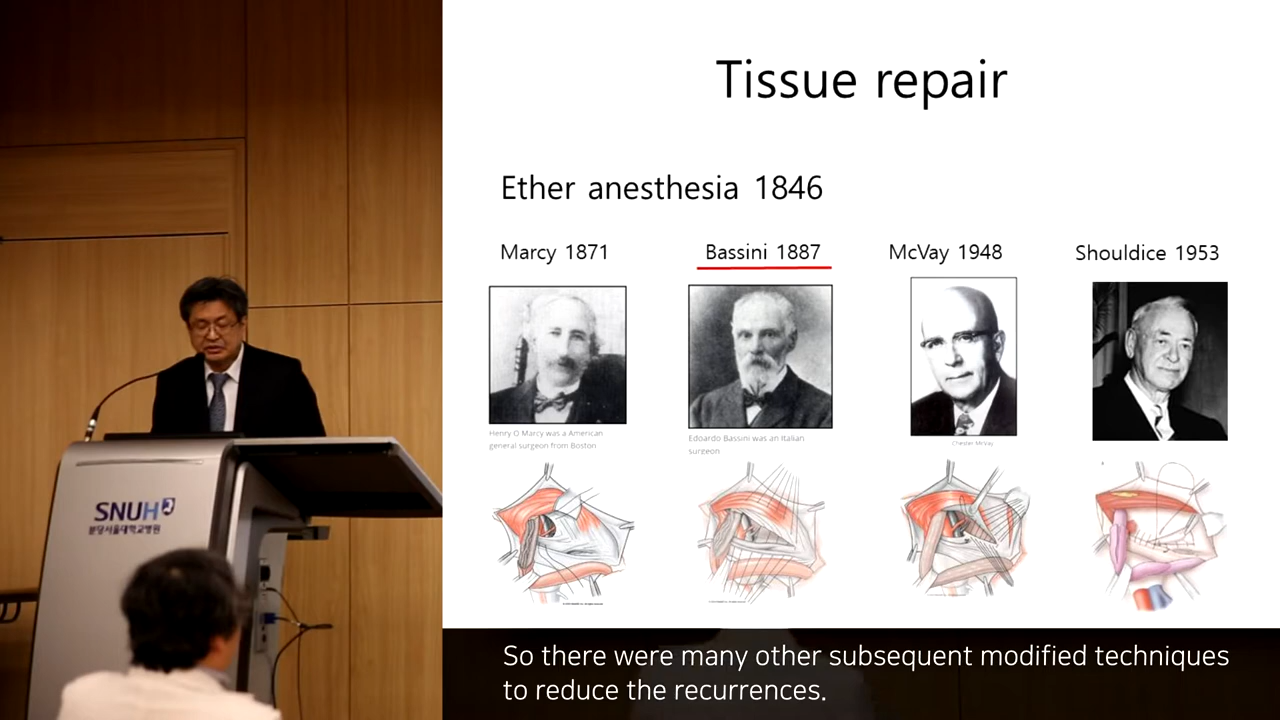 Tissue repair
Ether anesthesia 1846
Marcy 1871
Bassini 1887
McVay 1948
Shouldice 1953
Henry O Marcy was a American
general surgeon from Boston
Edoardo Bassini was an Italian
surgeon
Chester McVay
SNUH
분당서울대학교병원
So there were many other subsequent modified techniques
to reduce the recurrences.